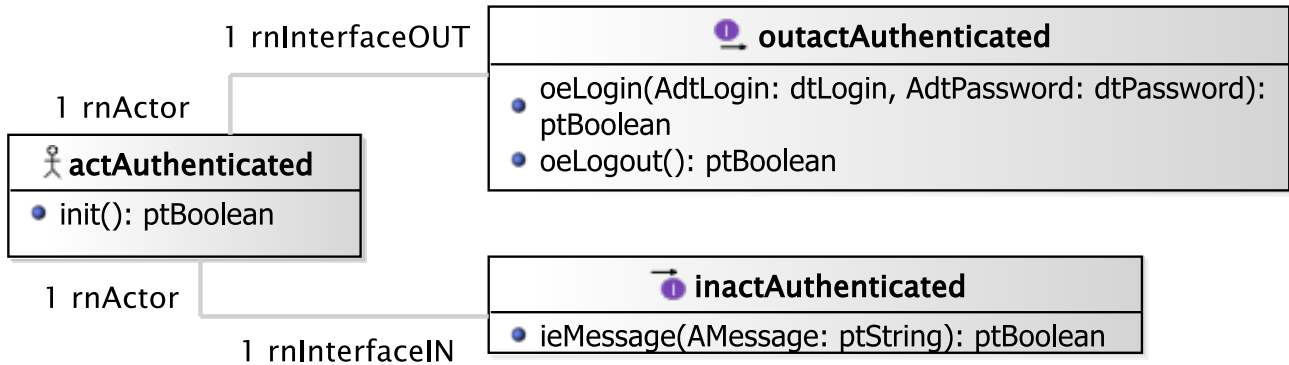 1 rnInterfaceOUT
outactAuthenticated
oeLogin(AdtLogin: dtLogin, AdtPassword: dtPassword):
ptBoolean
oeLogout(): ptBoolean
1 rnActor
actAuthenticated
init(): ptBoolean
1 rnActor
1 rnInterfaceIN
inactAuthenticated
ieMessage(AMessage: ptString): ptBoolean